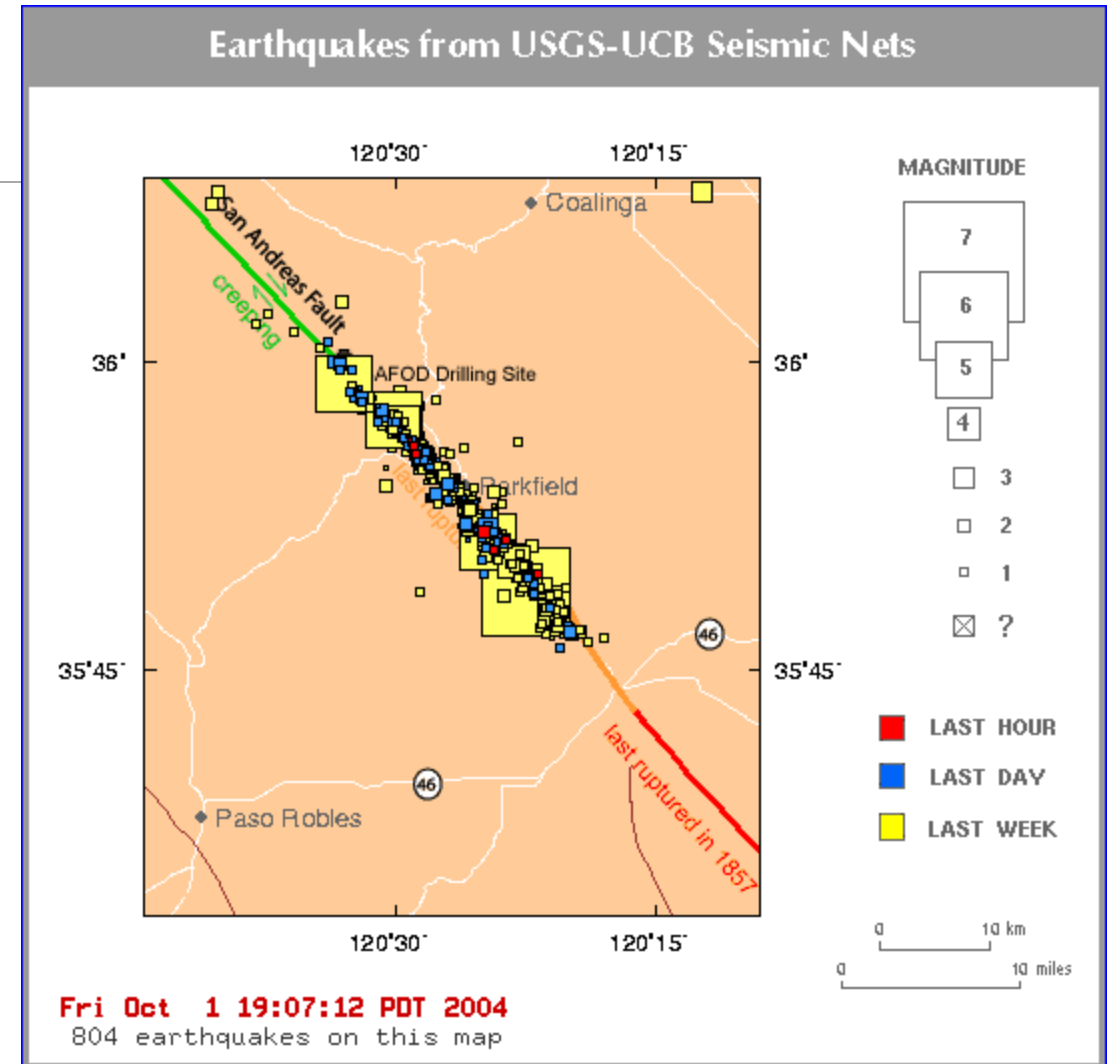 Earthquakes from USGS-UCB Seismic Nets
120°30' 120°15'
MAGNITUDE
7
6
5
4
3
2
1
?
Coalinga
San Andreas Fault
creeping
36° 36°
AFOD Drilling Site
last ruptu
Parkfield
46
35°45' 35°45'
LAST HOUR
LAST DAY
LAST WEEK
last ruptured in 1857
46
Paso Robles
120°30' 120°15'
0 10 km
0 10 miles
Fri Oct 1 19:07:12 PDT 2004
804 earthquakes on this map